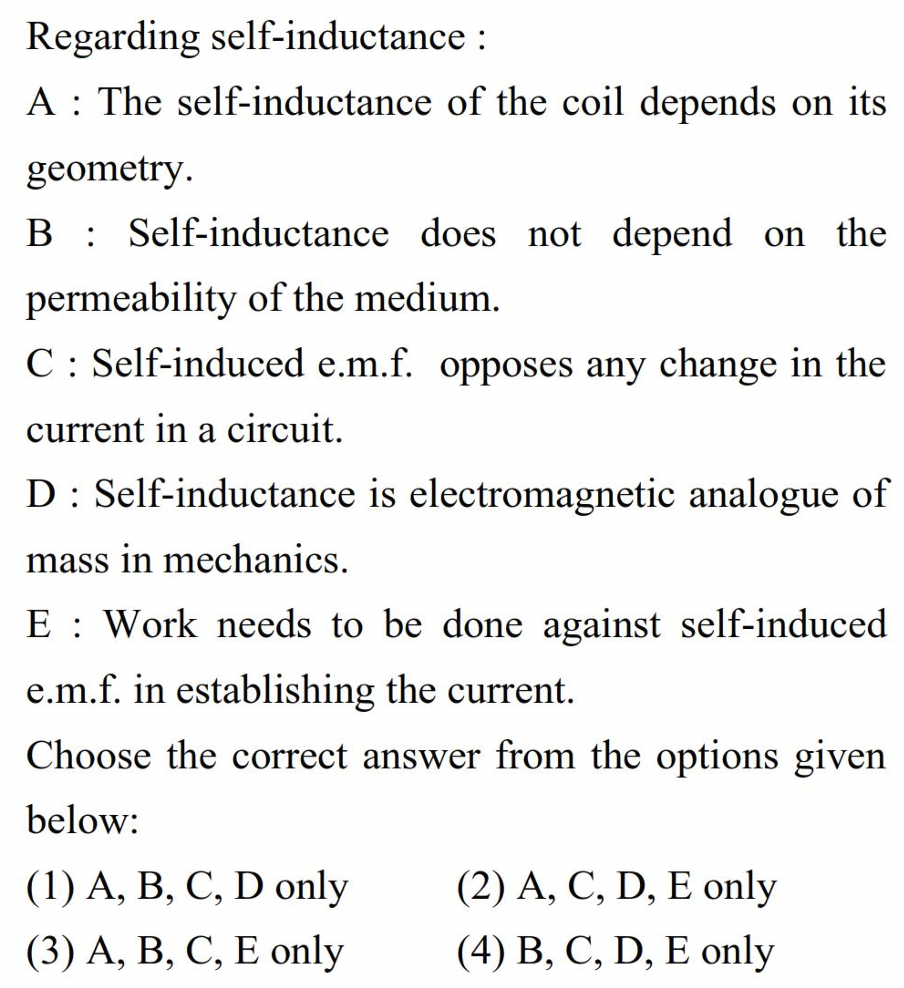 Regarding self-inductance :
A : The self-inductance of the coil depends on its
geometry.
B : Self-inductance does not depend on the
permeability of the medium.
C : Self-induced e.m.f. opposes any change in the
current in a circuit.
D : Self-inductance is electromagnetic analogue of
mass in mechanics.
E : Work needs to be done against self-induced
e.m.f. in establishing the current.
Choose the correct answer from the options given
below:
(1) A, B, C, D only (2) A, C, D, E only
(3) A, B, C, E only (4) B, C, D, E only